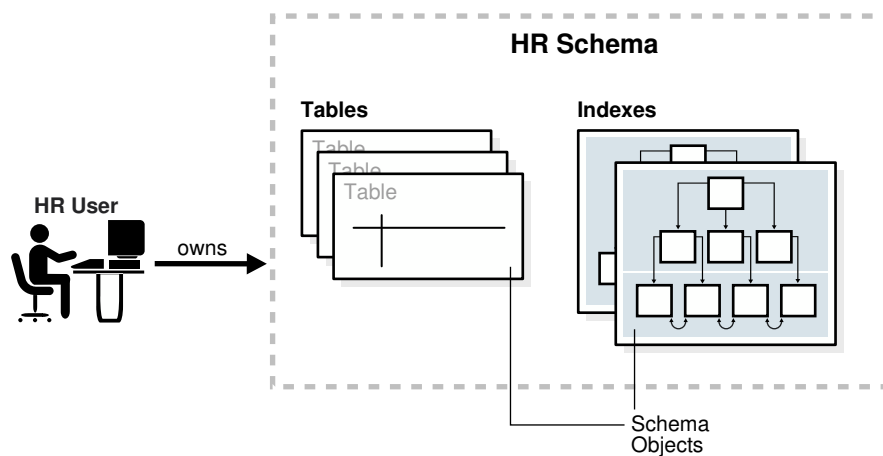 HR Schema
Tables
Indexes
Table
Table
Table
HR User
owns
Schema
Objects